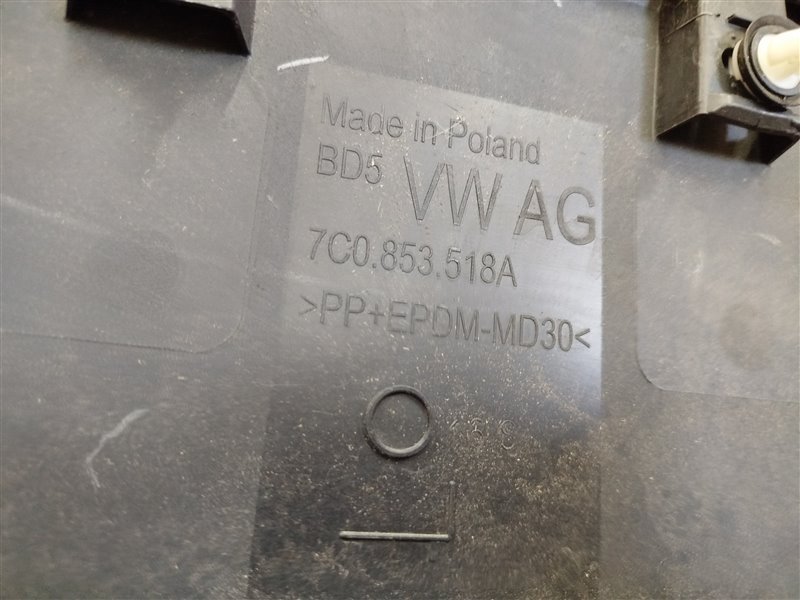 Made in Poland
BD5 VW AG
7C0.853.518A
>PP+EPDM-MD30<